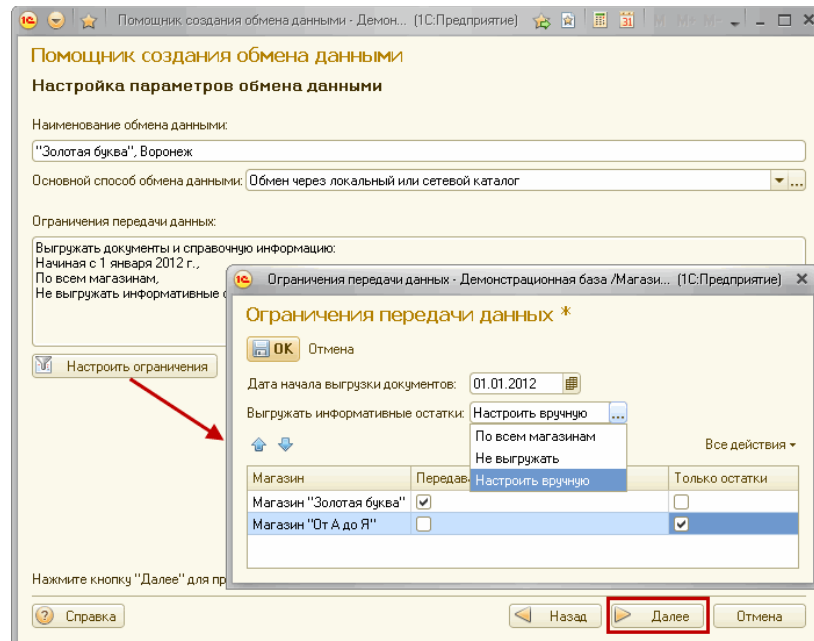 Помощник создания обмена данными - Демон... (1С:Предприятие)
M M+ M-
Помощник создания обмена данными
Настройка параметров обмена данными
Наименование обмена данными:
"Золотая буква", Воронеж
Основной способ обмена данными: Обмен через локальный или сетевой каталог
Ограничения передачи данных:
Выгружать документы и справочную информацию:
Начиная с 1 января 2012 г.,
По всем магазинам,
Не выгружать информативные
Настроить ограничения
Ограничения передачи данных - Демонстрационная база /Магази... (1С:Предприятие)
Ограничения передачи данных *
ОК Отмена
Дата начала выгрузки документов: 01.01.2012
Выгружать информативные остатки: Настроить вручную ...
По всем магазинам
Не выгружать
Настроить вручную
Все действия
Магазин Передава Только остатки
Магазин "Золотая буква"
Магазин "От А до Я"
Нажмите кнопку "Далее" для пр
Справка Назад Далее Отмена